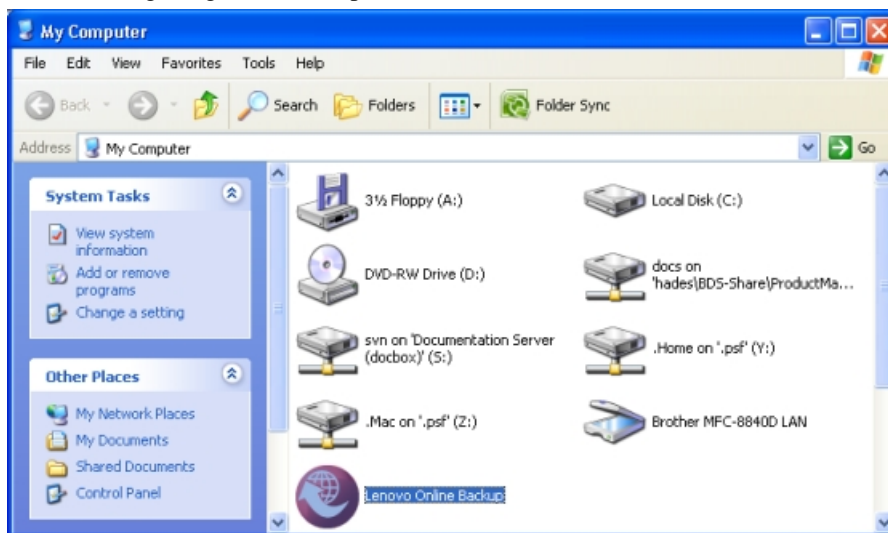 My Computer
File Edit View Favorites Tools Help
Back Search Folders Folder Sync
Address My Computer Go
System Tasks
View system
information
Add or remove
programs
Change a setting
Other Places
My Network Places
My Documents
Shared Documents
Control Panel
3½ Floppy (A:)
Local Disk (C:)
DVD-RW Drive (D:)
docs on
'hades\BDS-Share\ProductMa...
svn on 'Documentation Server
(docbox)' (S:)
.Home on '.psf' (Y:)
.Mac on '.psf' (Z:)
Brother MFC-8840D LAN
Lenovo Online Backup